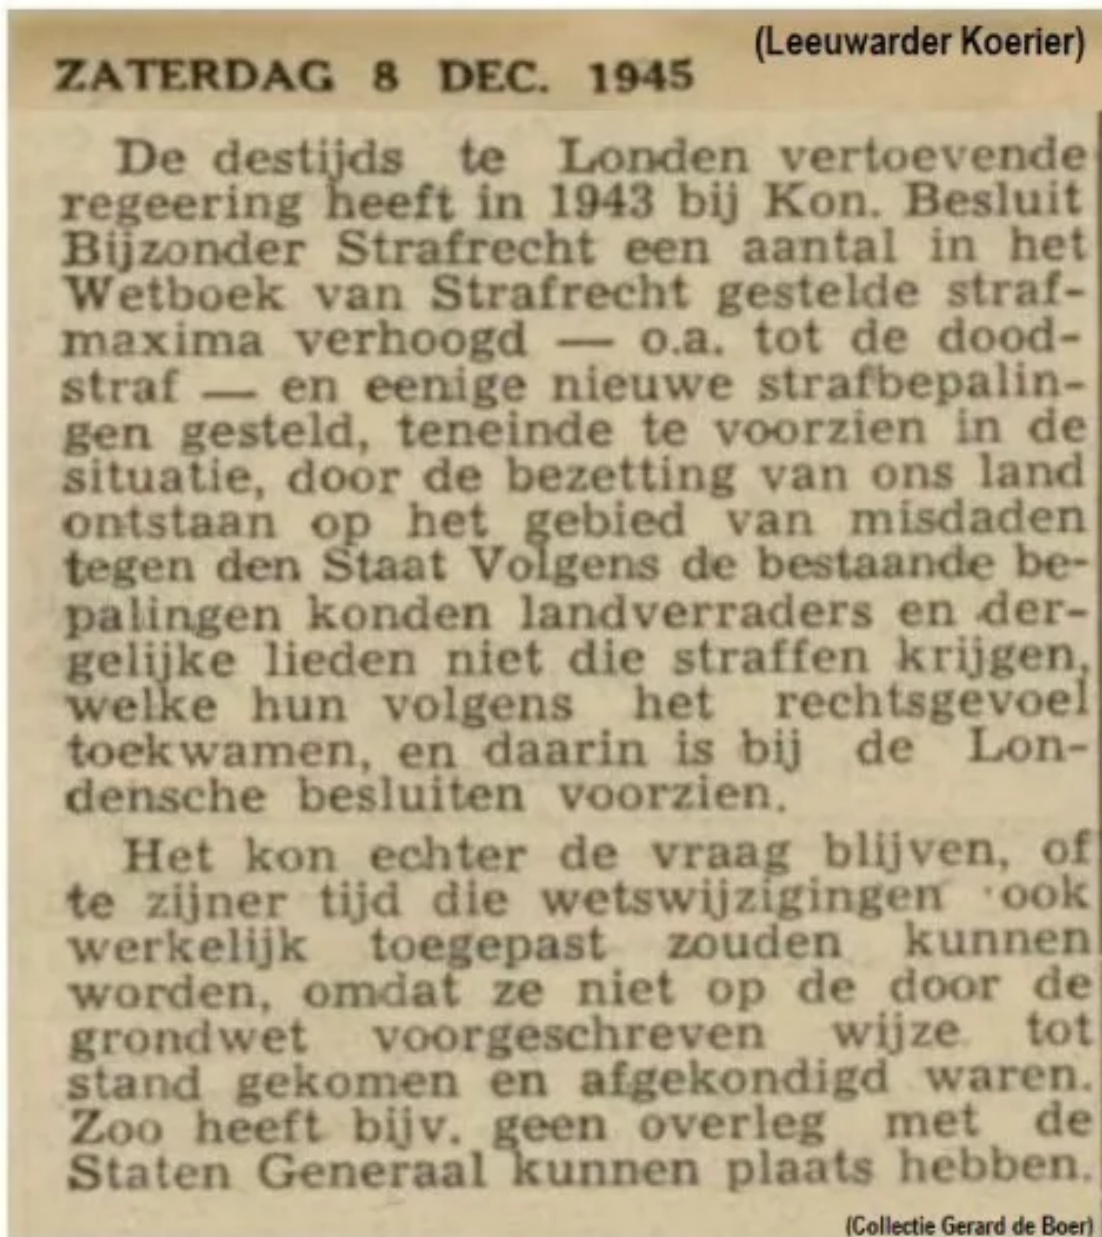 (Leeuwarder Koerier)
ZATERDAG 8 DEC. 1945
De destijds te Londen vertoevende
regeering heeft in 1943 bij Kon. Besluit
Bijzonder Strafrecht een aantal in het
Wetboek van Strafrecht gestelde straf-
maxima verhoogd — o.a. tot de dood-
straf — en eenige nieuwe strafbepalin-
gen gesteld, teneinde te voorzien in de
situatie, door de bezetting van ons land
ontstaan op het gebied van misdaden
tegen den Staat Volgens de bestaande be-
palingen konden landverraders en der-
gelijke lieden niet die straffen krijgen,
welke hun volgens het rechtsgevoel
toekwamen, en daarin is bij de Lon-
densche besluiten voorzien.
Het kon echter de vraag blijven, of
te zijner tijd die wetswijzigingen ook
werkelijk toegepast zouden kunnen
worden, omdat ze niet op de door de
grondwet voorgeschreven wijze tot
stand gekomen en afgekondigd waren.
Zoo heeft bijv. geen overleg met de
Staten Generaal kunnen plaats hebben.
(Collectie Gerard de Boer)